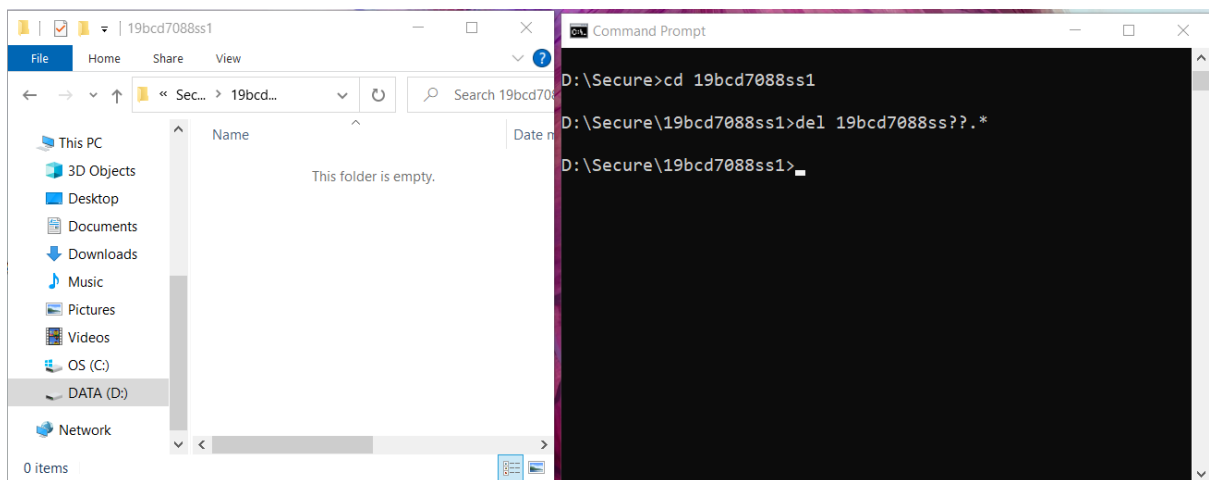 19bcd7088ss1
File Home Share View
« Sec... > 19bcd... Search 19bcd70
This PC
3D Objects
Desktop
Documents
Downloads
Music
Pictures
Videos
OS (C:)
DATA (D:)
Network
Name Date m
This folder is empty.
0 items
Command Prompt
D:\Secure>cd 19bcd7088ss1
D:\Secure\19bcd7088ss1>del 19bcd7088ss??.*
D:\Secure\19bcd7088ss1>